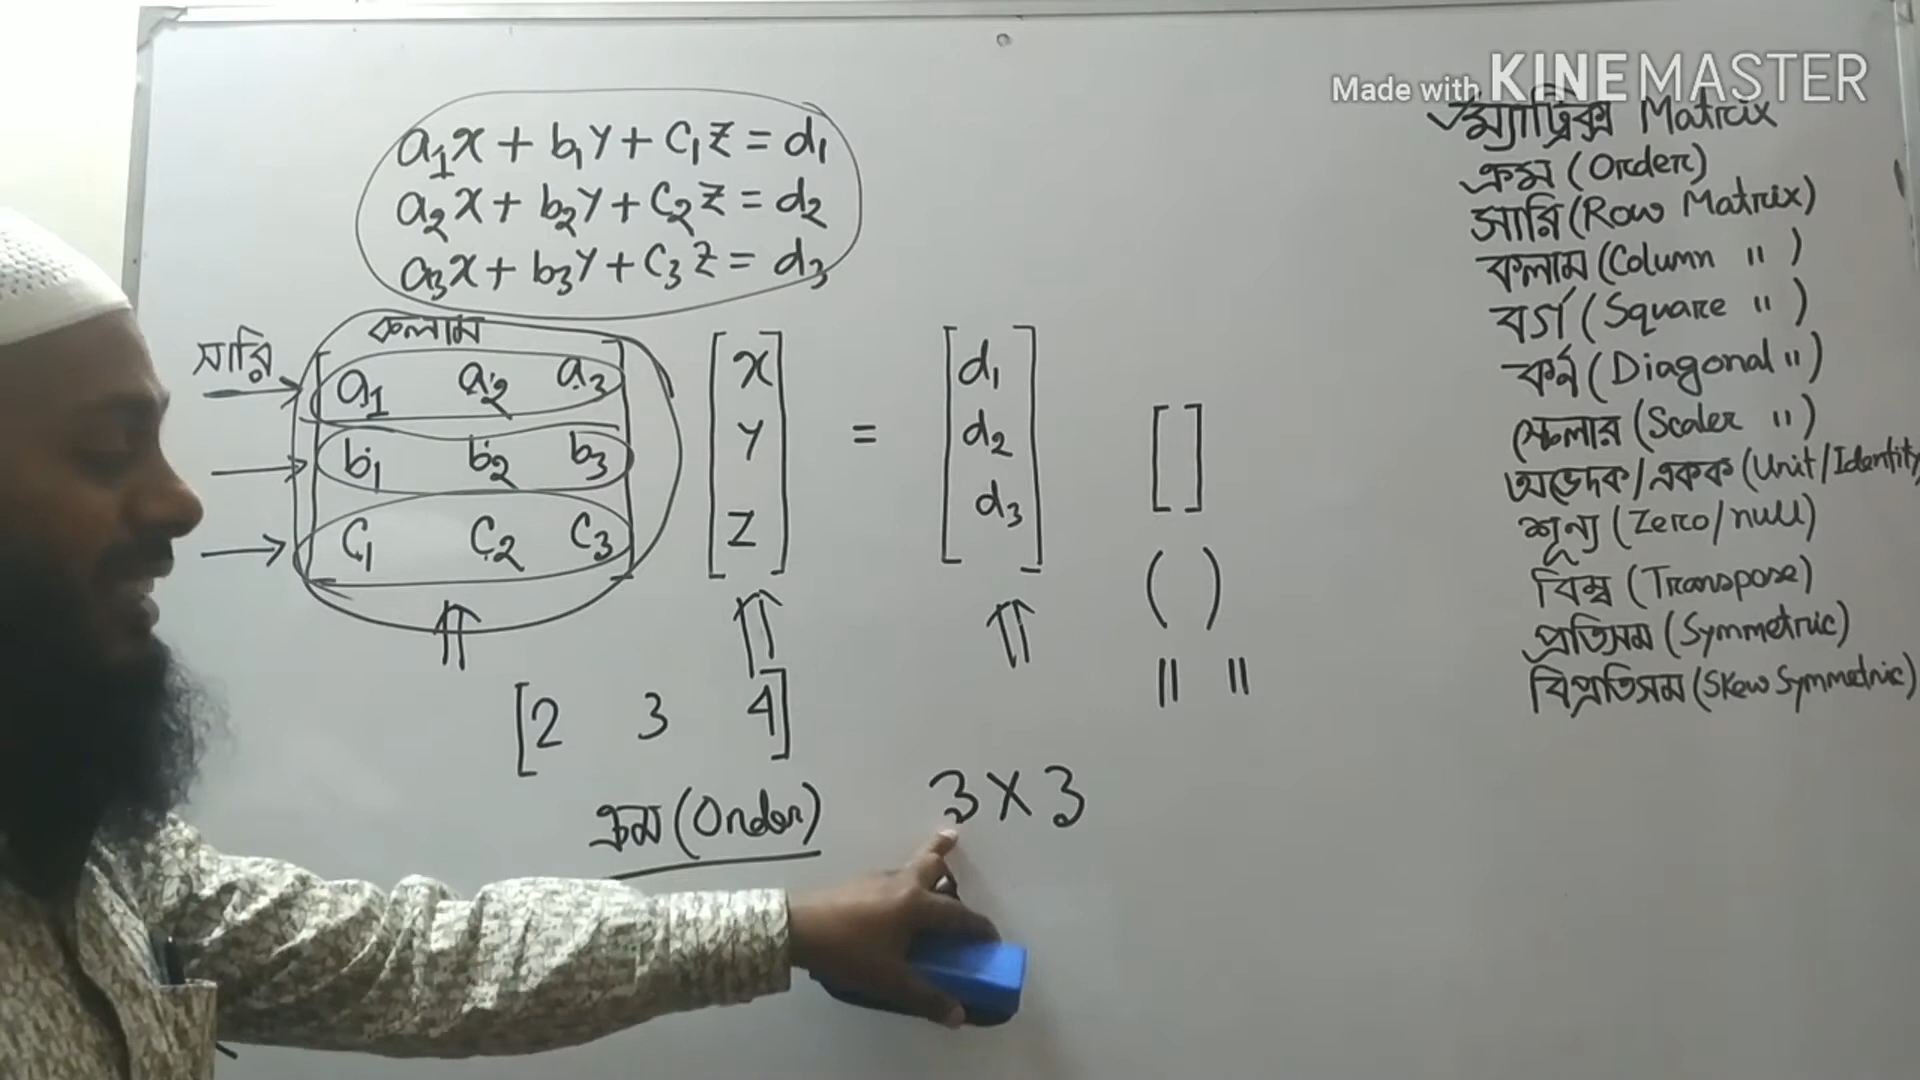 Made with KINEMASTER
a₁x + b₁y + c₁z = d₁
a₂x + b₂y + c₂z = d₂
a₃x + b₃y + c₃z = d₃
সারি
কলাম
[a₁ a₂ a₃] [x] [d₁]
[b₁ b₂ b₃] [y] = [d₂] [ ]
[c₁ c₂ c₃] [z] [d₃]
( )
|| ||
[2 3 4]
ক্রম (Order) 3 X 3
ম্যাট্রিক্স Matrix
ক্রম (Order)
সারি (Row Matrix)
কলাম (Column " )
বর্গ (Square " )
কর্ন (Diagonal " )
স্কেলার (Scaler " )
অভেদক/একক (Unit/Identity
শূন্য (Zero/null)
বিম্ব (Transpose)
প্রতিসম (Symmetric)
বিপ্রতিসম (Skew Symmetric)